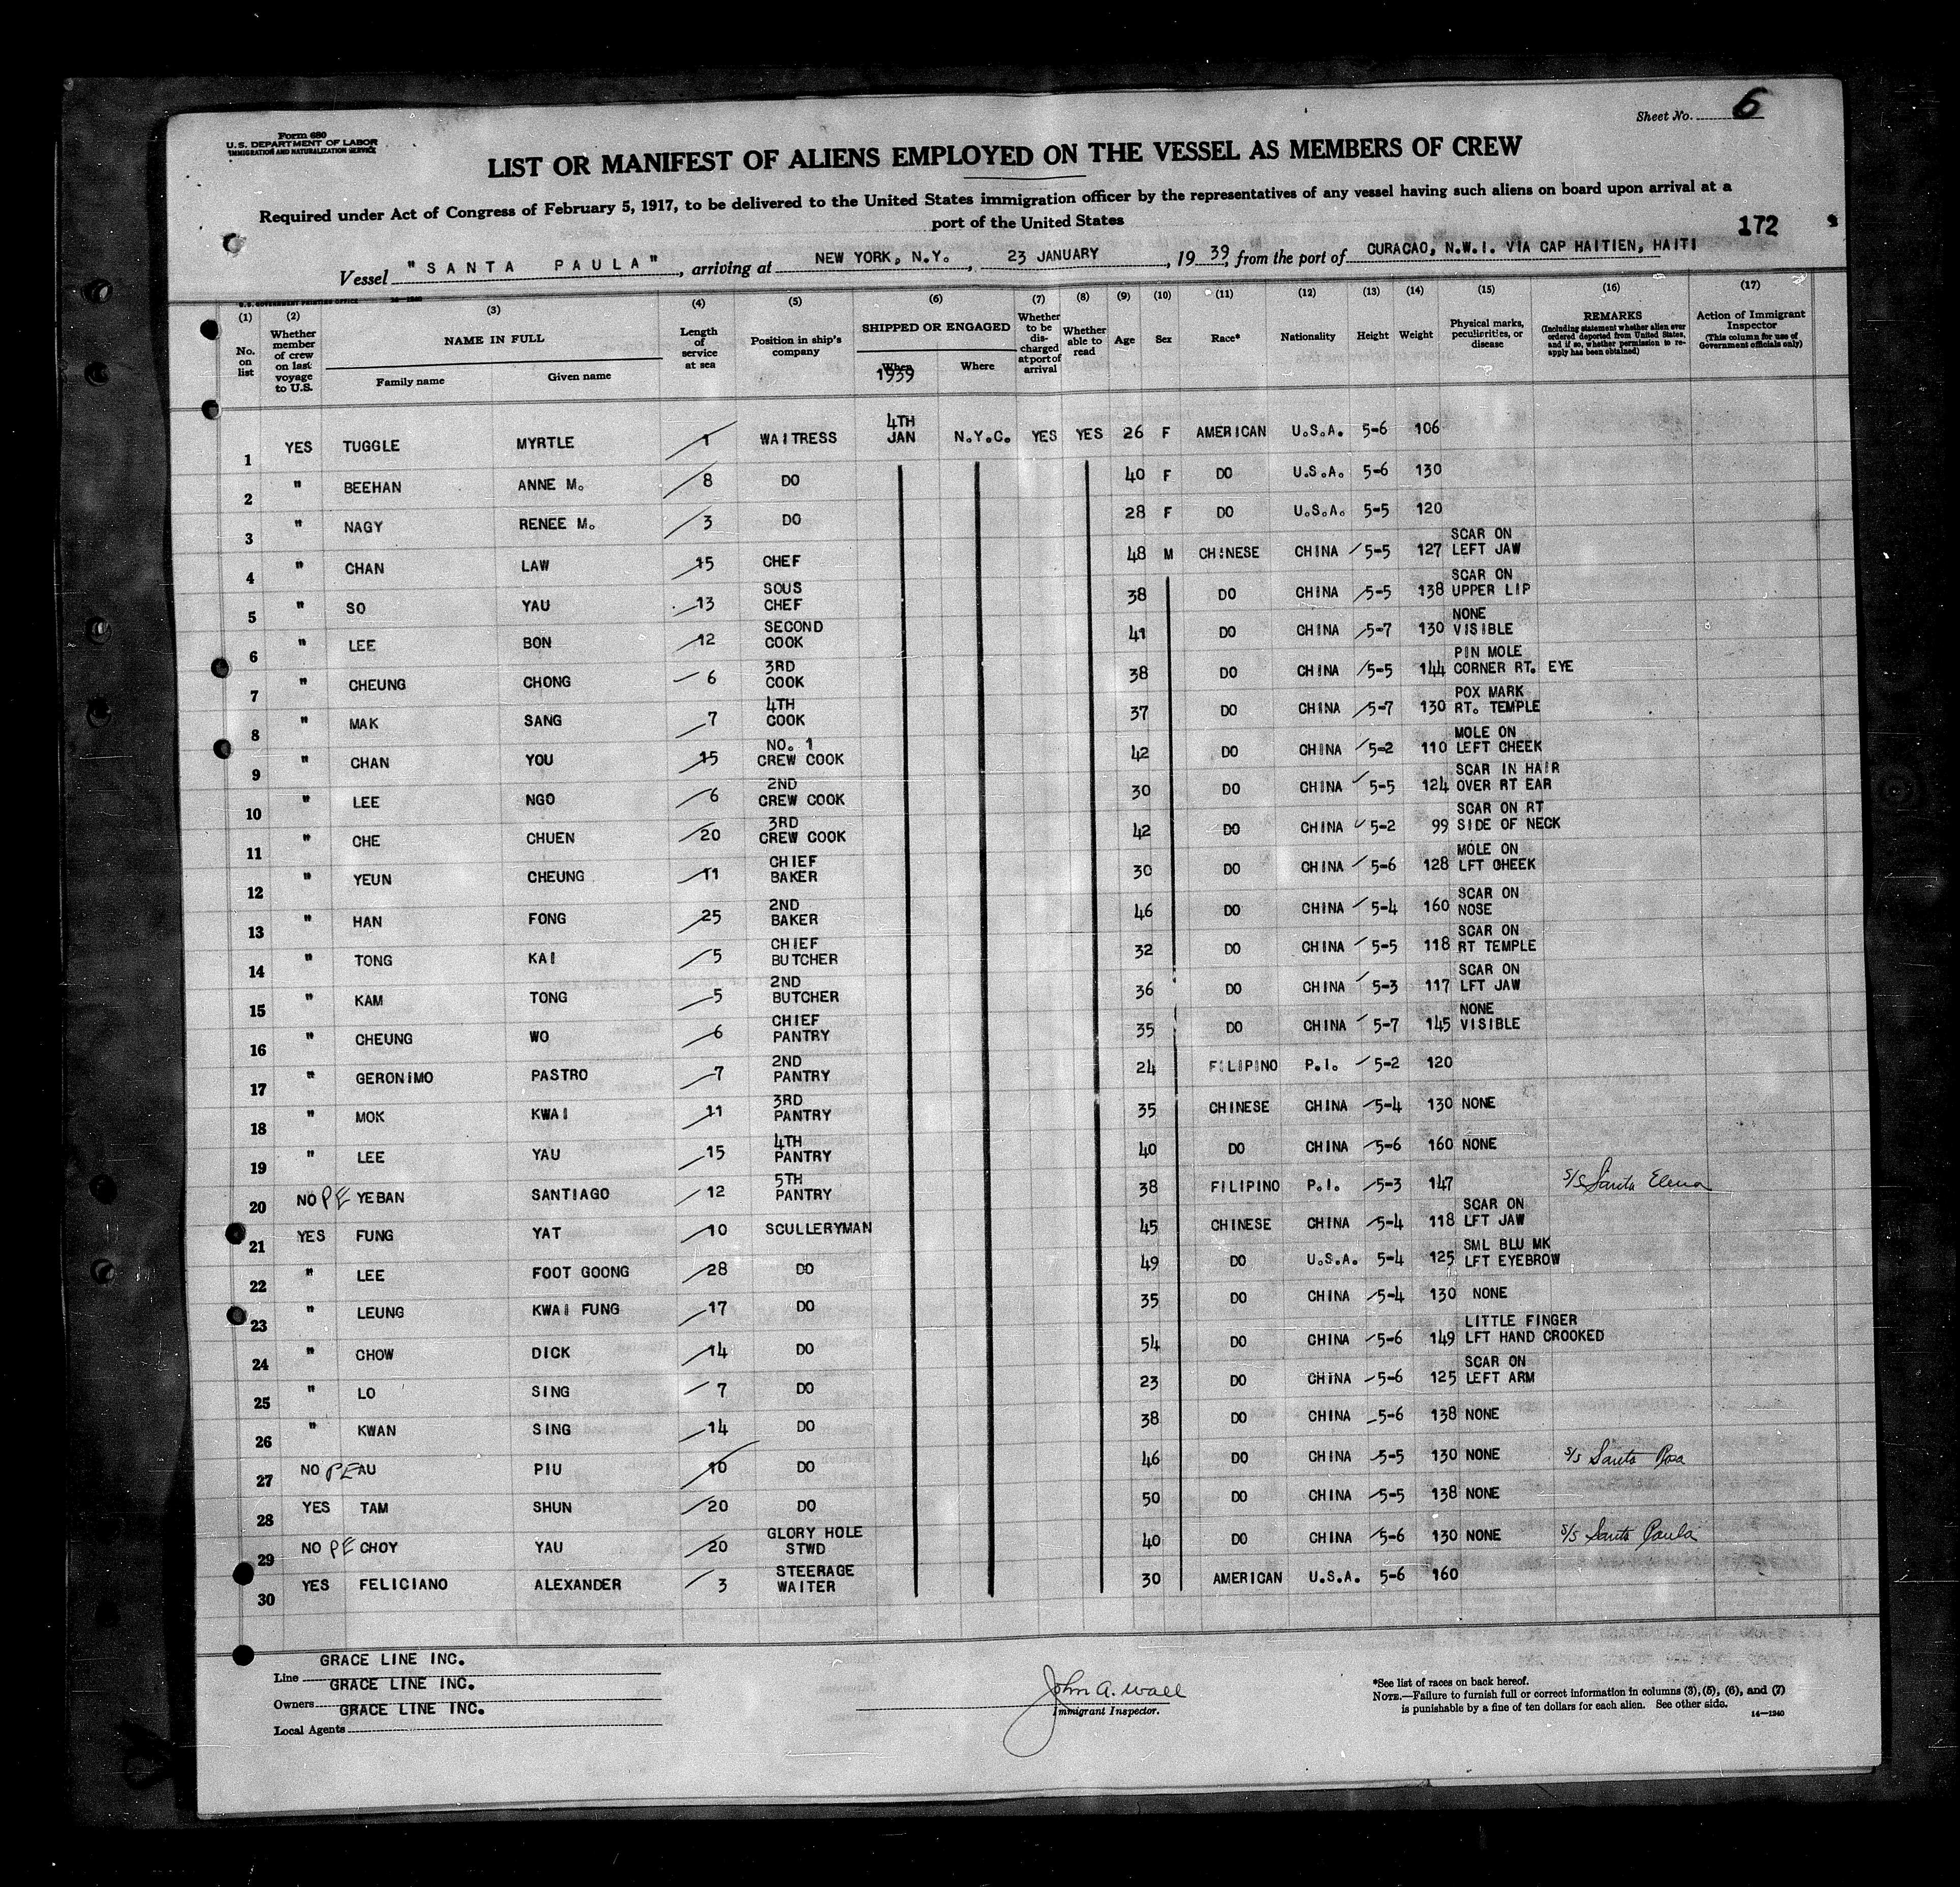 Sheet No. 6
Form 680
U.S. DEPARTMENT OF LABOR
IMMIGRATION AND NATURALIZATION SERVICE
LIST OR MANIFEST OF ALIENS EMPLOYED ON THE VESSEL AS MEMBERS OF CREW
Required under Act of Congress of February 5, 1917, to be delivered to the United States immigration officer by the representatives of any vessel having such aliens on board upon arrival at a
port of the United States
172
Vessel "SANTA PAULA", arriving at NEW YORK, N.Y., 23 JANUARY, 1939, from the port of CURACAO, N.W.I. VIA CAP HAITIEN, HAITI
U.S. GOVERNMENT PRINTING OFFICE 14-1240
(1) No. on list
(2) Whether member of crew on last voyage to U.S.
(3) NAME IN FULL Family name Given name
(4) Length of service at sea
(5) Position in ship's company
(6) SHIPPED OR ENGAGED When 1939 Where
(7) Whether to be discharged at port of arrival
(8) Whether able to read
(9) Age
(10) Sex
(11) Race*
(12) Nationality
(13) Height
(14) Weight
(15) Physical marks, peculiarities, or disease
(16) REMARKS (Including statement whether alien ever ordered deported from United States, and if so, whether permission to reapply has been obtained)
(17) Action of Immigrant Inspector (This column for use of Government officials only)
1 YES TUGGLE MYRTLE 1 WAITRESS 4TH JAN N.Y.C. YES YES 26 F AMERICAN U.S.A. 5-6 106
2 " BEEHAN ANNE M. 8 DO 40 F DO U.S.A. 5-6 130
3 " NAGY RENEE M. 3 DO 28 F DO U.S.A. 5-5 120
4 " CHAN LAW 15 CHEF 48 M CHINESE CHINA 5-5 127 SCAR ON LEFT JAW
5 " SO YAU 13 SOUS CHEF 38 DO CHINA 5-5 138 SCAR ON UPPER LIP
6 " LEE BON 12 SECOND COOK 41 DO CHINA 5-7 130 NONE VISIBLE
7 " CHEUNG CHONG 6 3RD COOK 38 DO CHINA 5-5 144 PIN MOLE CORNER RT. EYE
8 " MAK SANG 7 4TH COOK 37 DO CHINA 5-7 130 POX MARK RT. TEMPLE
9 " CHAN YOU 15 NO. 1 CREW COOK 42 DO CHINA 5-2 110 MOLE ON LEFT CHEEK
10 " LEE NGO 6 2ND CREW COOK 30 DO CHINA 5-5 124 SCAR IN HAIR OVER RT EAR
11 " CHE CHUEN 20 3RD CREW COOK 42 DO CHINA 5-2 99 SCAR ON RT SIDE OF NECK
12 " YEUN CHEUNG 11 CHIEF BAKER 30 DO CHINA 5-6 128 MOLE ON LFT CHEEK
13 " HAN FONG 25 2ND BAKER 46 DO CHINA 5-4 160 SCAR ON NOSE
14 " TONG KAI 5 CHIEF BUTCHER 32 DO CHINA 5-5 118 SCAR ON RT TEMPLE
15 " KAM TONG 5 2ND BUTCHER 36 DO CHINA 5-3 117 SCAR ON LFT JAW
16 " CHEUNG WO 6 CHIEF PANTRY 35 DO CHINA 5-7 145 NONE VISIBLE
17 " GERONIMO PASTRO 7 2ND PANTRY 24 FILIPINO P.I. 5-2 120
18 " MOK KWAI 11 3RD PANTRY 35 CHINESE CHINA 5-4 130 NONE
19 " LEE YAU 15 4TH PANTRY 40 DO CHINA 5-6 160 NONE
20 NO PE YEBAN SANTIAGO 12 5TH PANTRY 38 FILIPINO P.I. 5-3 147 S/S Santa Elena
21 YES FUNG YAT 10 SCULLERYMAN 45 CHINESE CHINA 5-4 118 SCAR ON LFT JAW
22 " LEE FOOT GOONG 28 DO 49 DO U.S.A. 5-4 125 SML BLU MK LFT EYEBROW
23 " LEUNG KWAI FUNG 17 DO 35 DO CHINA 5-4 130 NONE
24 " CHOW DICK 14 DO 54 DO CHINA 5-6 149 LITTLE FINGER LFT HAND CROOKED
25 " LO SING 7 DO 23 DO CHINA 5-6 125 SCAR ON LEFT ARM
26 " KWAN SING 14 DO 38 DO CHINA 5-6 138 NONE
27 NO PE AU PIU 10 DO 46 DO CHINA 5-5 130 NONE S/S Santa Rosa
28 YES TAM SHUN 20 DO 50 DO CHINA 5-5 138 NONE
29 NO PE CHOY YAU 20 GLORY HOLE STWD 40 DO CHINA 5-6 130 NONE S/S Santa Paula
30 YES FELICIANO ALEXANDER 3 STEERAGE WAITER 30 AMERICAN U.S.A. 5-6 160
Line GRACE LINE INC.
Owners GRACE LINE INC.
Local Agents GRACE LINE INC.
John A. Wall
Immigrant Inspector.
*See list of races on back hereof.
NOTE.—Failure to furnish full or correct information in columns (3), (5), (6), and (7)
is punishable by a fine of ten dollars for each alien. See other side.
14—1240